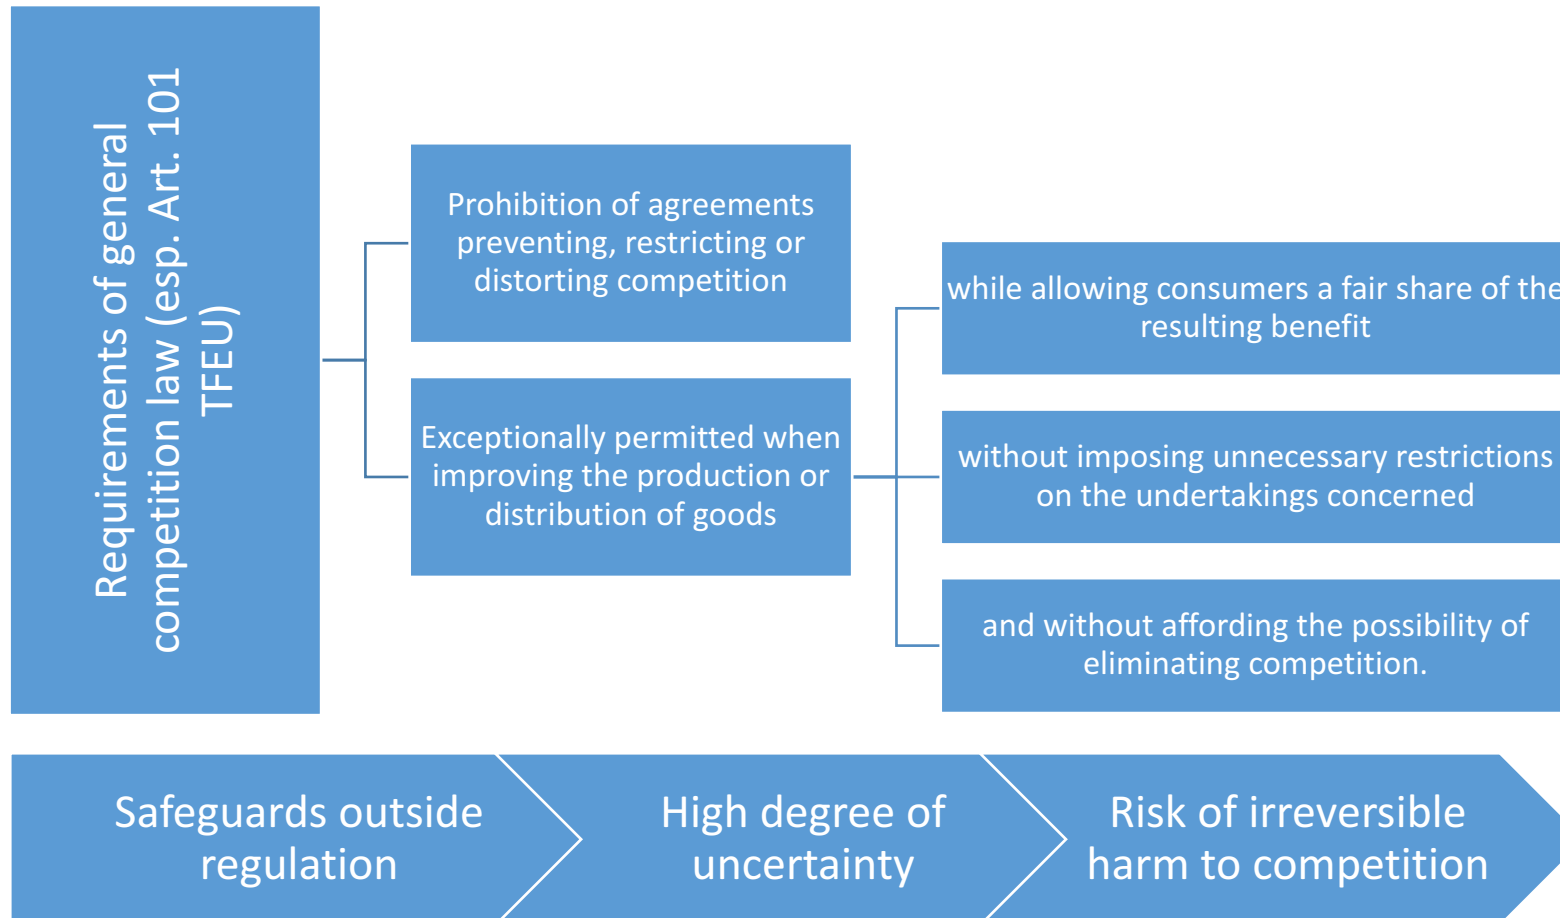 Requirements of general
competition law (esp. Art. 101
TFEU)
Prohibition of agreements
preventing, restricting or
distorting competition
Exceptionally permitted when
improving the production or
distribution of goods
while allowing consumers a fair share of the
resulting benefit
without imposing unnecessary restrictions
on the undertakings concerned
and without affording the possibility of
eliminating competition.
Safeguards outside
regulation
High degree of
uncertainty
Risk of irreversible
harm to competition